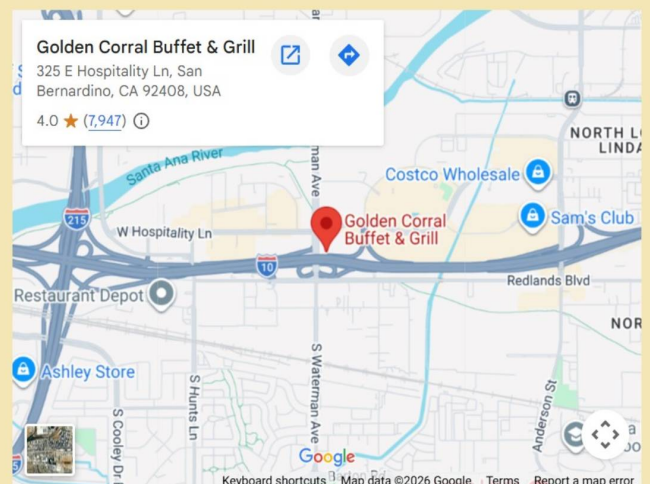 Golden Corral Buffet & Grill
325 E Hospitality Ln, San
Bernardino, CA 92408, USA
4.0 ★ (7,947)
Santa Ana River
NORTH
LINDA
Costco Wholesale
Sam's Club
215
W Hospitality Ln
Golden Corral
Buffet & Grill
10
Redlands Blvd
Restaurant Depot
Ashley Store
S Hunts Ln
S Waterman Ave
S Cooley Dr
Anderson St
Google
Keyboard shortcuts
Map data ©2026 Google
Terms
Report a map error